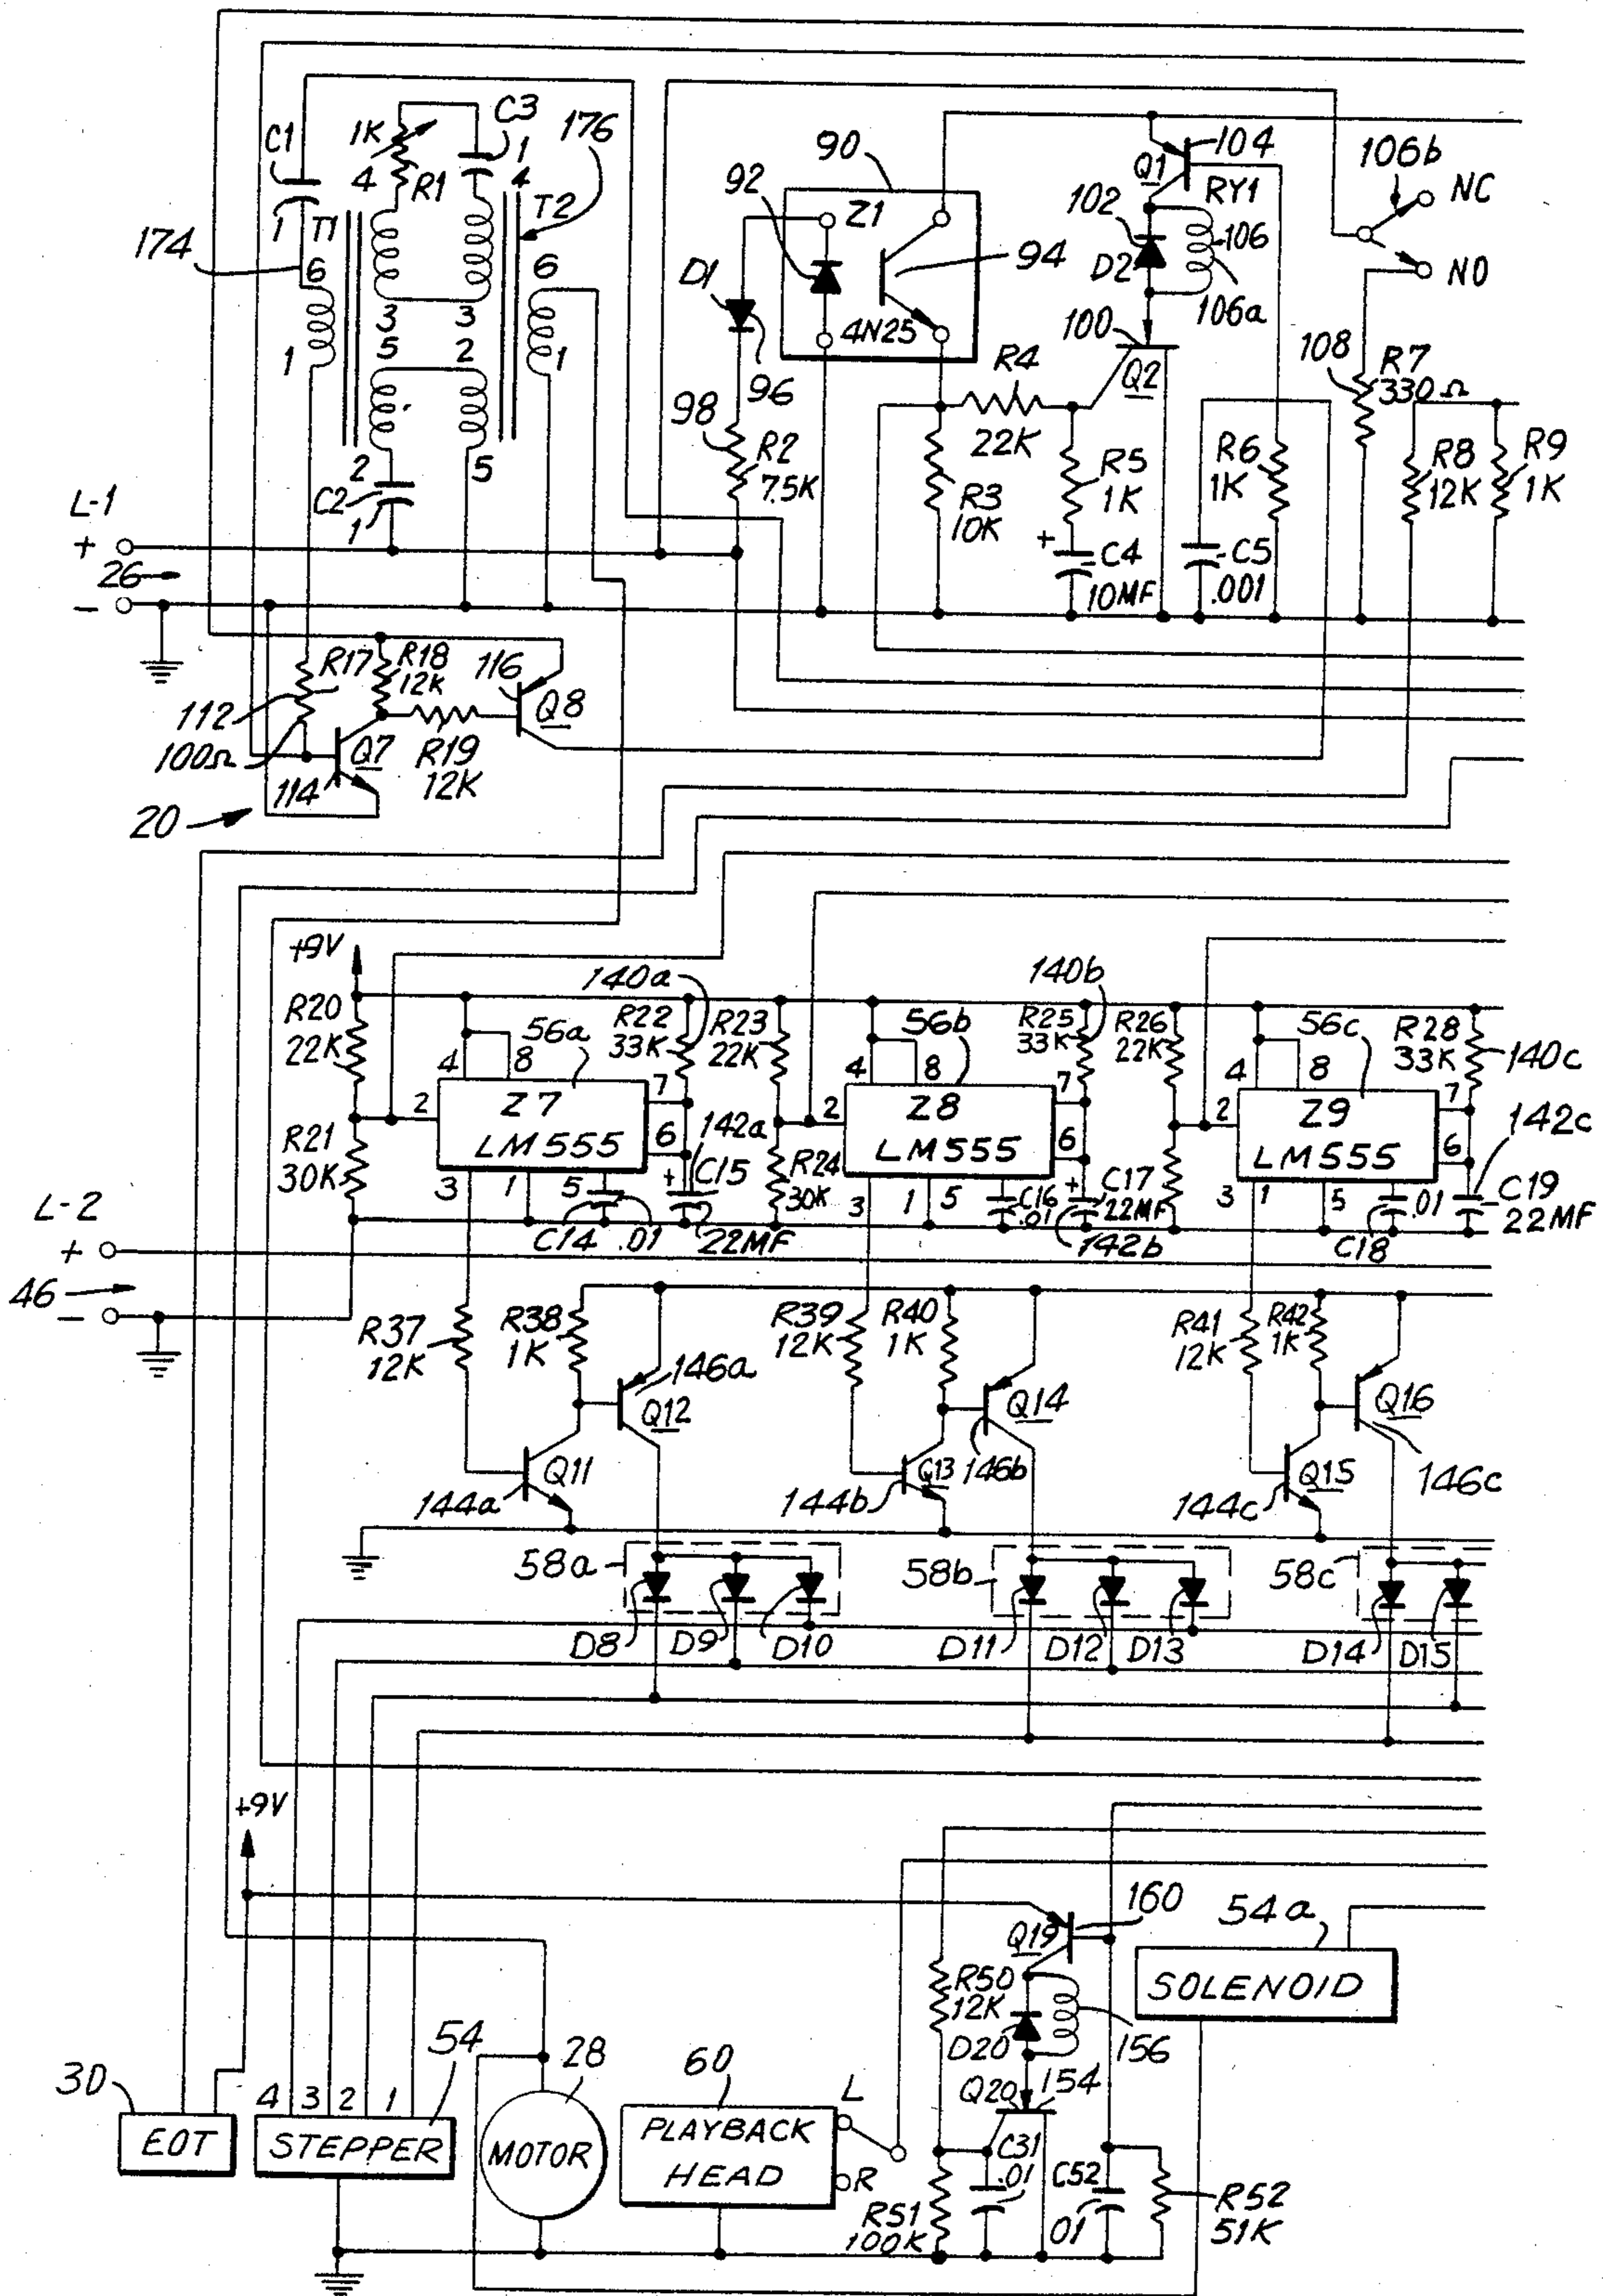 C1
1K
C3
176
4
R1
1
4
1
T1
T2
174
6
6
1
3
3
5
2
1
2
5
C2
1
L-1
+
26
-
90
92
Z1
D1
94
4N25
96
98
R2
7.5K
R4
22K
R3
10K
R5
1K
+
C4
10MF
104
Q1
RY1
102
106
D2
106a
100
Q2
106b
NC
NO
108
R7
330Ω
R6
1K
C5
.001
R8
12K
R9
1K
R17
R18
12K
116
Q8
112
100Ω
Q7
R19
12K
114
20
+9V
R20
22K
140a
56a
R22
33K
R23
22K
140b
56b
R25
33K
R26
22K
56c
R28
33K
140c
4
8
2
Z7
LM555
7
6
3
1
5
R21
30K
142a
+
C15
22MF
C14
.01
4
8
2
Z8
LM555
7
6
3
1
5
R24
30K
C16
.01
+
C17
22MF
142b
4
8
2
Z9
LM555
7
6
3
1
5
142c
.01
C18
C19
22MF
L-2
+
46
-
R37
12K
R38
1K
146a
Q12
Q11
144a
R39
12K
R40
1K
Q14
Q13
146b
144b
R41
12K
R42
1K
Q16
Q15
146c
144c
58a
58b
58c
D8
D9
D10
D11
D12
D13
D14
D15
+9V
160
Q19
54a
SOLENOID
R50
12K
D20
156
Q20
154
30
EOT
4
3
2
1
54
STEPPER
28
MOTOR
60
PLAYBACK
HEAD
L
R
C31
.01
R51
100K
C52
01
R52
51K